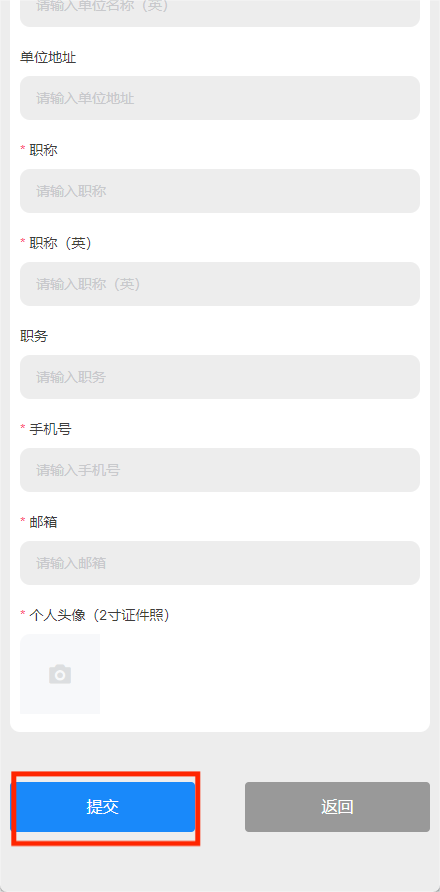 请输入单位名称（英）
单位地址
请输入单位地址
* 职称
请输入职称
* 职称（英）
请输入职称（英）
职务
请输入职务
* 手机号
请输入手机号
* 邮箱
请输入邮箱
* 个人头像（2寸证件照）
提交
返回